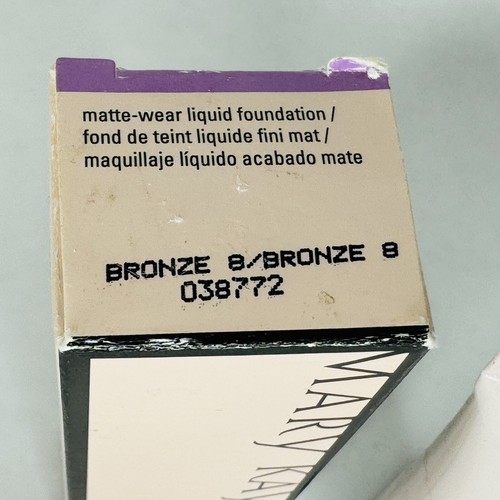 matte-wear liquid foundation /
fond de teint liquide fini mat /
maquillaje líquido acabado mate
BRONZE 8/BRONZE 8
038772
MARY KAY